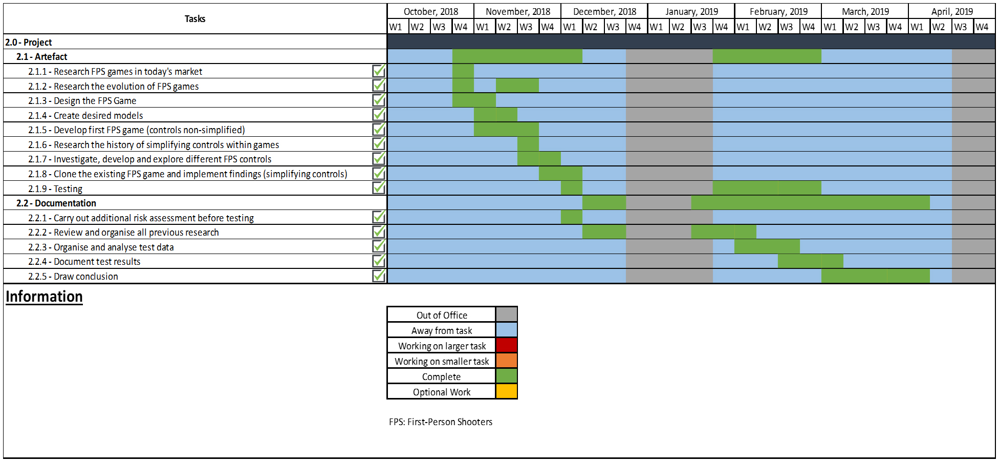 Tasks
October, 2018 November, 2018 December, 2018 January, 2019 February, 2019 March, 2019 April, 2019
W1 W2 W3 W4 W1 W2 W3 W4 W1 W2 W3 W4 W1 W2 W3 W4 W1 W2 W3 W4 W1 W2 W3 W4 W1 W2 W3 W4
2.0 - Project
2.1 - Artefact
2.1.1 - Research FPS games in today's market
2.1.2 - Research the evolution of FPS games
2.1.3 - Design the FPS Game
2.1.4 - Create desired models
2.1.5 - Develop first FPS game (controls non-simplified)
2.1.6 - Research the history of simplifying controls within games
2.1.7 - Investigate, develop and explore different FPS controls
2.1.8 - Clone the existing FPS game and implement findings (simplifying controls)
2.1.9 - Testing
2.2 - Documentation
2.2.1 - Carry out additional risk assessment before testing
2.2.2 - Review and organise all previous research
2.2.3 - Organise and analyse test data
2.2.4 - Document test results
2.2.5 - Draw conclusion
Information
Out of Office
Away from task
Working on larger task
Working on smaller task
Complete
Optional Work
FPS: First-Person Shooters